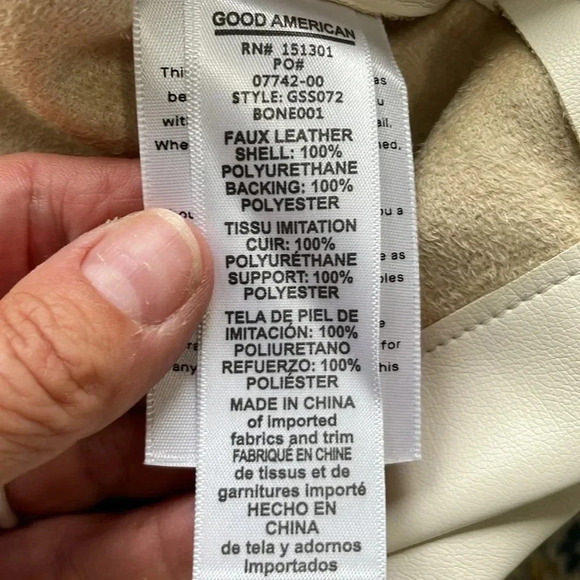 GOOD AMERICAN
RN# 151301
PO#
07742-00
STYLE: GSS072
BONE001
FAUX LEATHER
SHELL: 100%
POLYURETHANE
BACKING: 100%
POLYESTER
TISSU IMITATION
CUIR: 100%
POLYURÉTHANE
SUPPORT: 100%
POLYESTER
TELA DE PIEL DE
IMITACIÓN: 100%
POLIURETANO
REFUERZO: 100%
POLIÉSTER
MADE IN CHINA
of imported
fabrics and trim
FABRIQUÉ EN CHINE
de tissus et de
garnitures importé
HECHO EN
CHINA
de tela y adornos
Importados